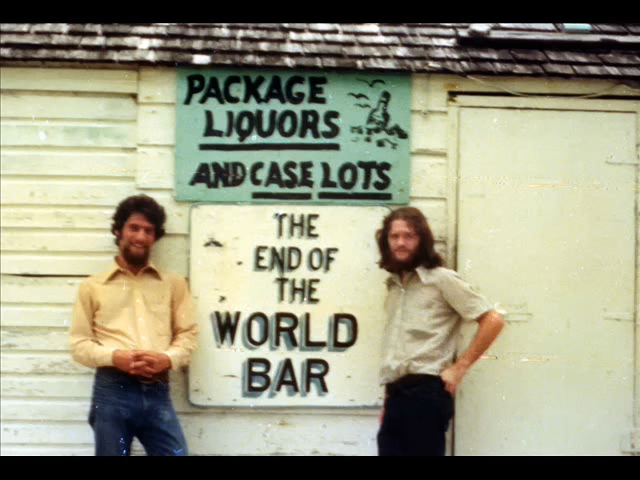 PACKAGE
LIQUORS
AND CASE LOTS
THE
END OF
THE
WORLD
BAR